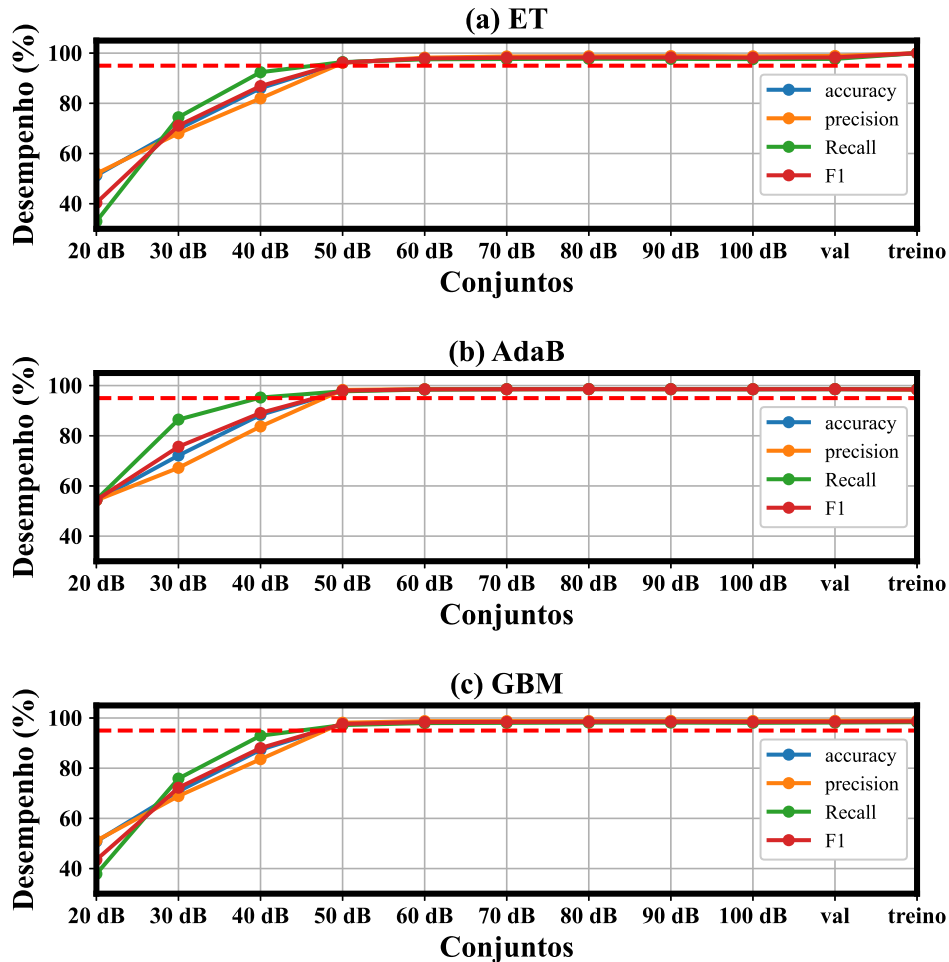 (a) ET
Desempenho (%)
100
80
60
40
accuracy
precision
Recall
F1
20 dB 30 dB 40 dB 50 dB 60 dB 70 dB 80 dB 90 dB 100 dB val treino
Conjuntos
(b) AdaB
Desempenho (%)
100
80
60
40
accuracy
precision
Recall
F1
20 dB 30 dB 40 dB 50 dB 60 dB 70 dB 80 dB 90 dB 100 dB val treino
Conjuntos
(c) GBM
Desempenho (%)
100
80
60
40
accuracy
precision
Recall
F1
20 dB 30 dB 40 dB 50 dB 60 dB 70 dB 80 dB 90 dB 100 dB val treino
Conjuntos